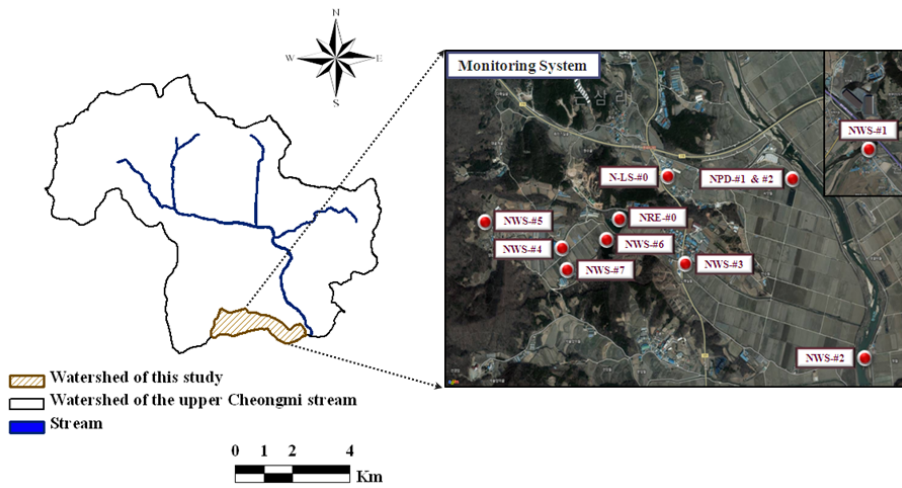 N
W
E
S
Monitoring System
삼리
NWS-#1
N-LS-#0
NPD-#1 & #2
NWS-#5
NRE-#0
NWS-#4
NWS-#6
NWS-#7
NWS-#3
NWS-#2
Watershed of this study
Watershed of the upper Cheongmi stream
Stream
0 1 2 4
Km